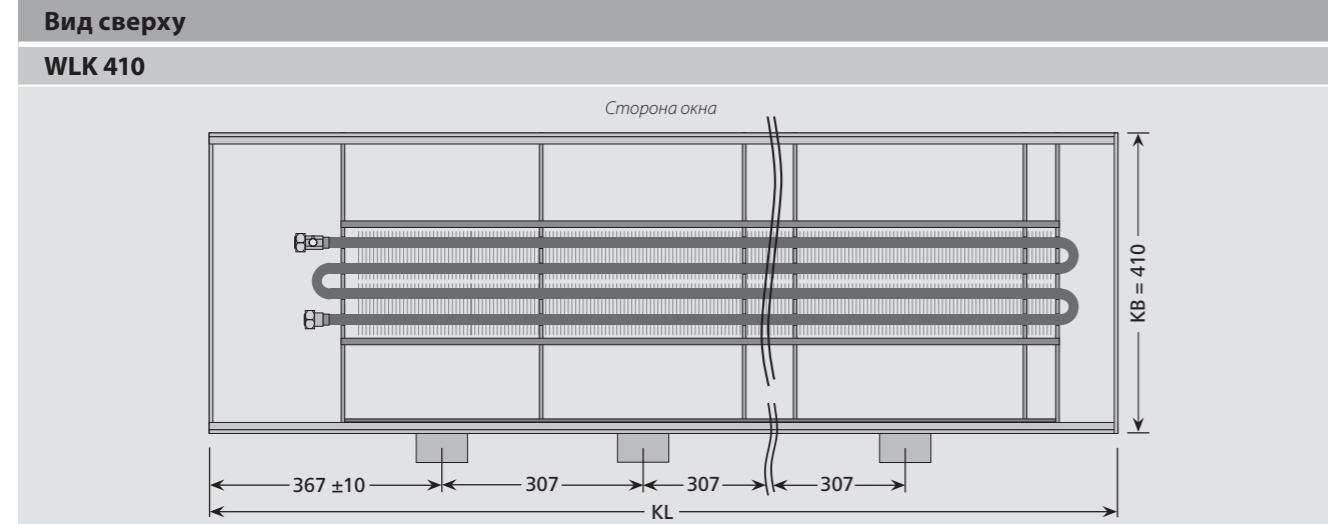 Вид сверху
WLK 410
Сторона окна
KB = 410
367 ±10
307
307
307
KL